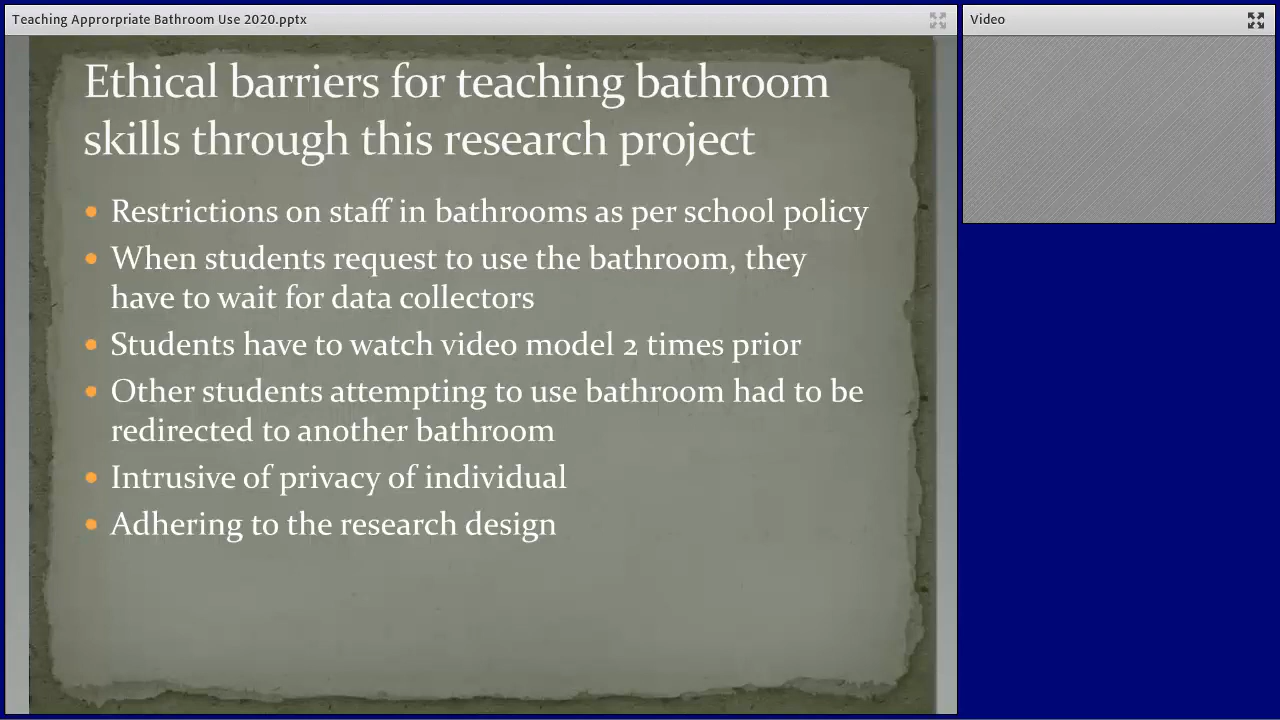 Teaching Approrpriate Bathroom Use 2020.pptx
Video
Ethical barriers for teaching bathroom
skills through this research project
• Restrictions on staff in bathrooms as per school policy
• When students request to use the bathroom, they
have to wait for data collectors
• Students have to watch video model 2 times prior
• Other students attempting to use bathroom had to be
redirected to another bathroom
• Intrusive of privacy of individual
• Adhering to the research design